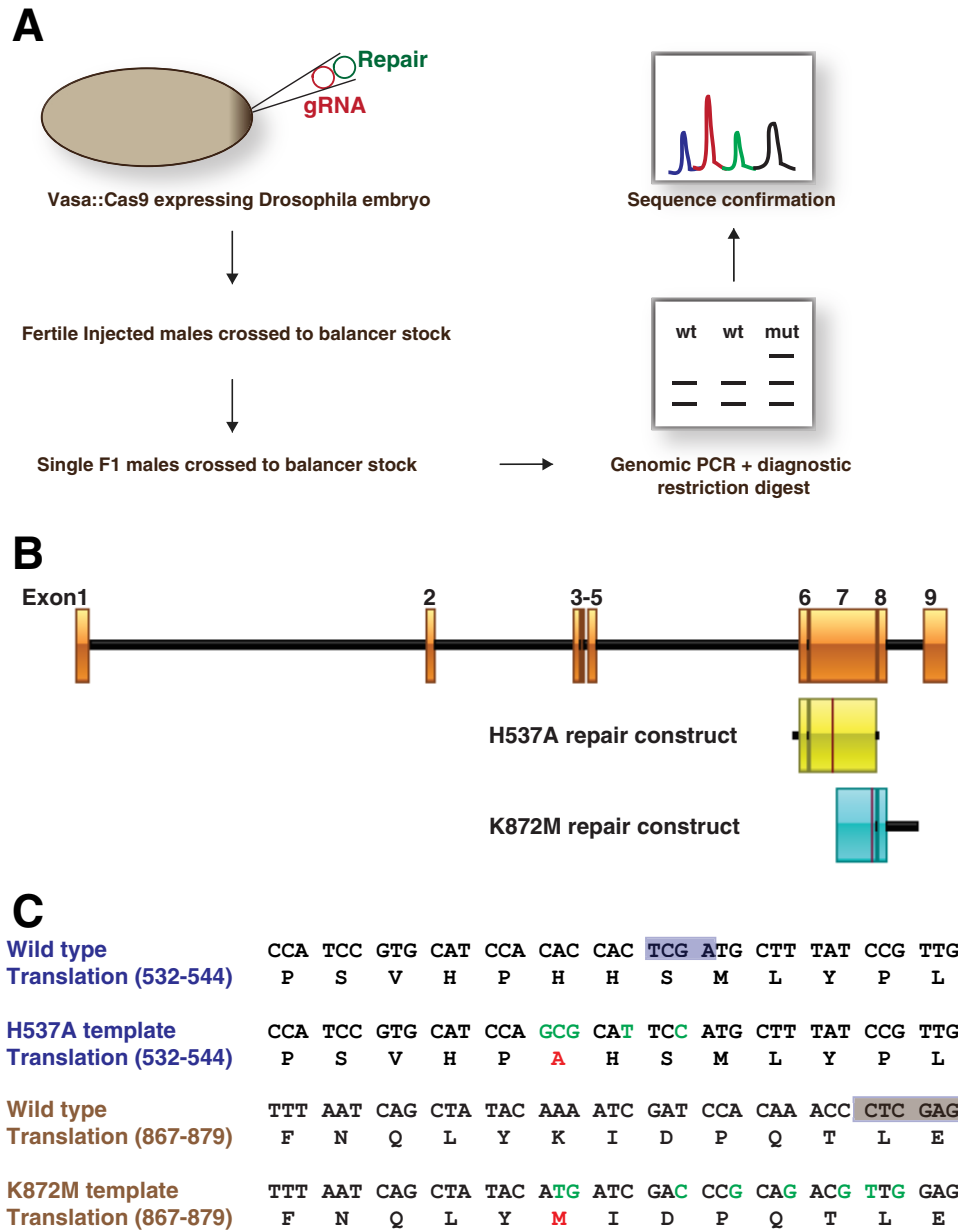 A
Repair
gRNA
Vasa::Cas9 expressing Drosophila embryo
Sequence confirmation
Fertile Injected males crossed to balancer stock
wt wt mut
Single F1 males crossed to balancer stock
Genomic PCR + diagnostic
restriction digest
B
Exon1 2 3-5 6 7 8 9
H537A repair construct
K872M repair construct
C
Wild type CCA TCC GTG CAT CCA CAC CAC TCG ATG CTT TAT CCG TTG
Translation (532-544) P S V H P H H S M L Y P L
H537A template CCA TCC GTG CAT CCA GCG CAT TCC ATG CTT TAT CCG TTG
Translation (532-544) P S V H P A H S M L Y P L
Wild type TTT AAT CAG CTA TAC AAA ATC GAT CCA CAA ACC CTC GAG
Translation (867-879) F N Q L Y K I D P Q T L E
K872M template TTT AAT CAG CTA TAC ATG ATC GAC CCG CAG ACG TTG GAG
Translation (867-879) F N Q L Y M I D P Q T L E